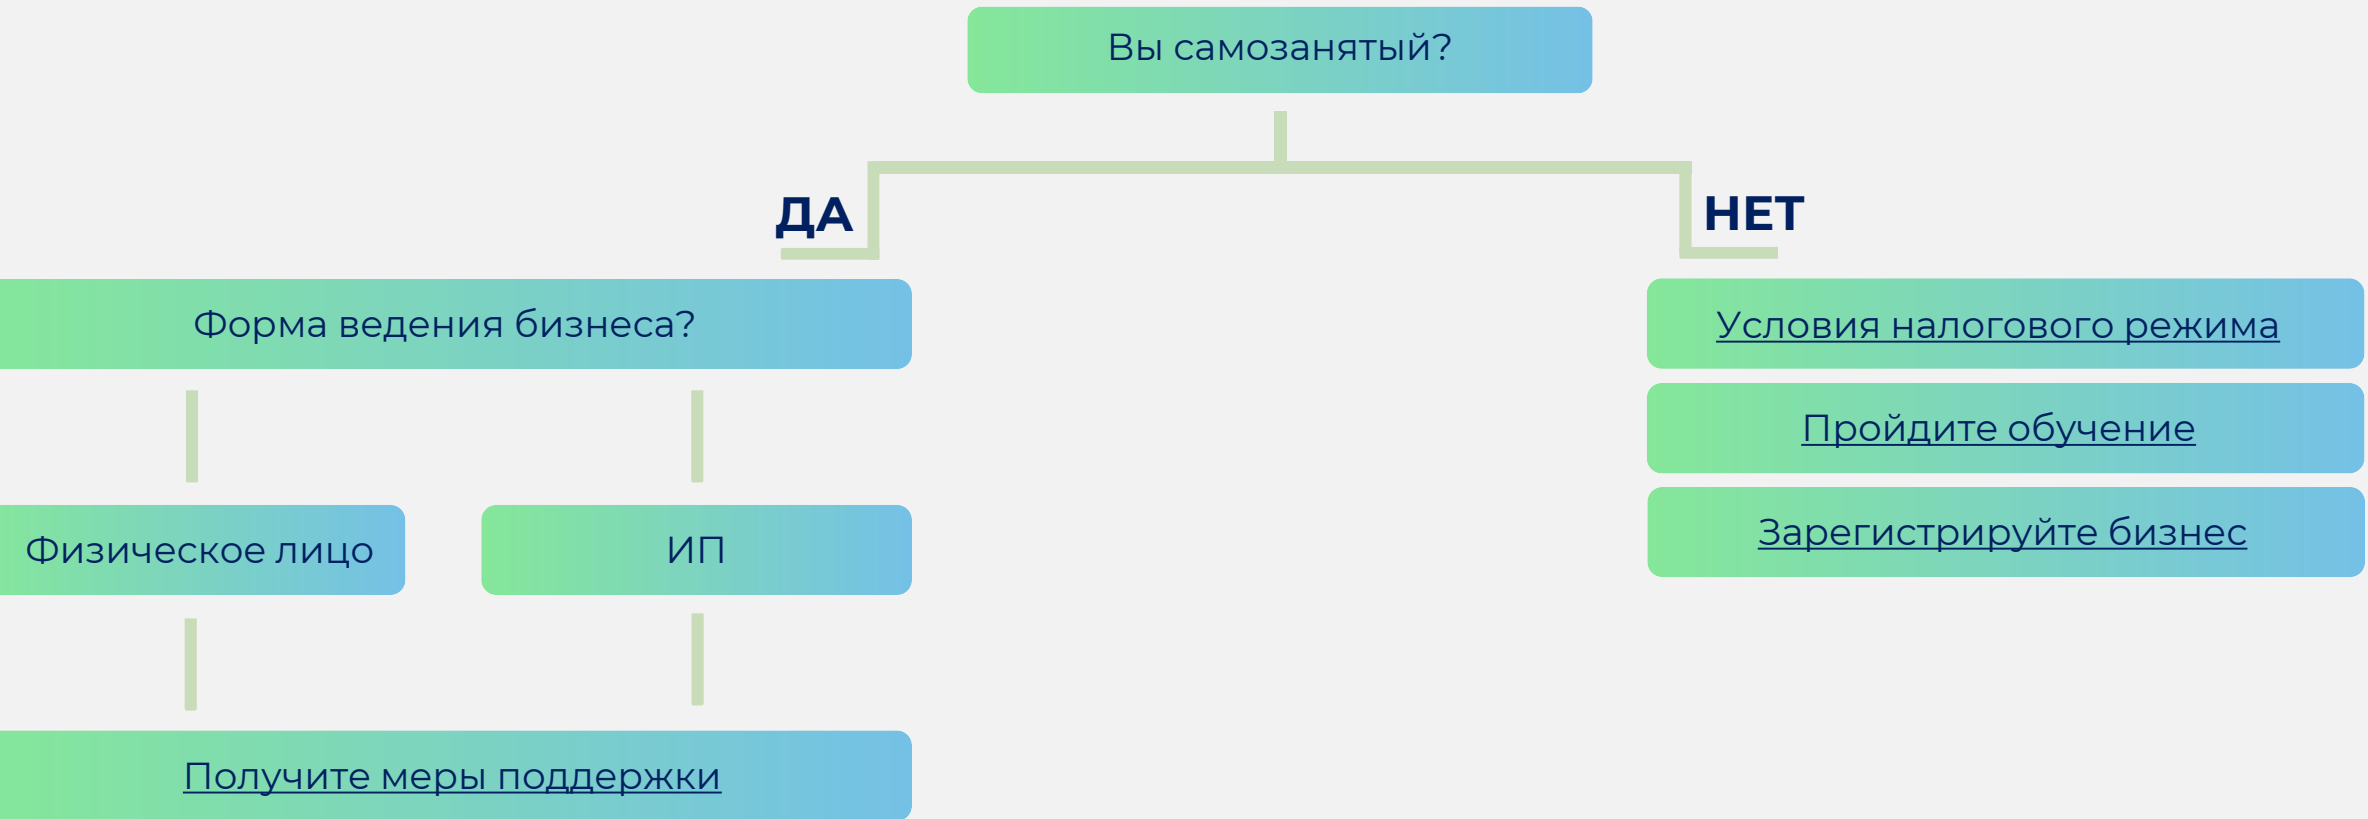 Вы самозанятый?
ДА
НЕТ
Форма ведения бизнеса?
Условия налогового режима
Пройдите обучение
Зарегистрируйте бизнес
Физическое лицо
ИП
Получите меры поддержки